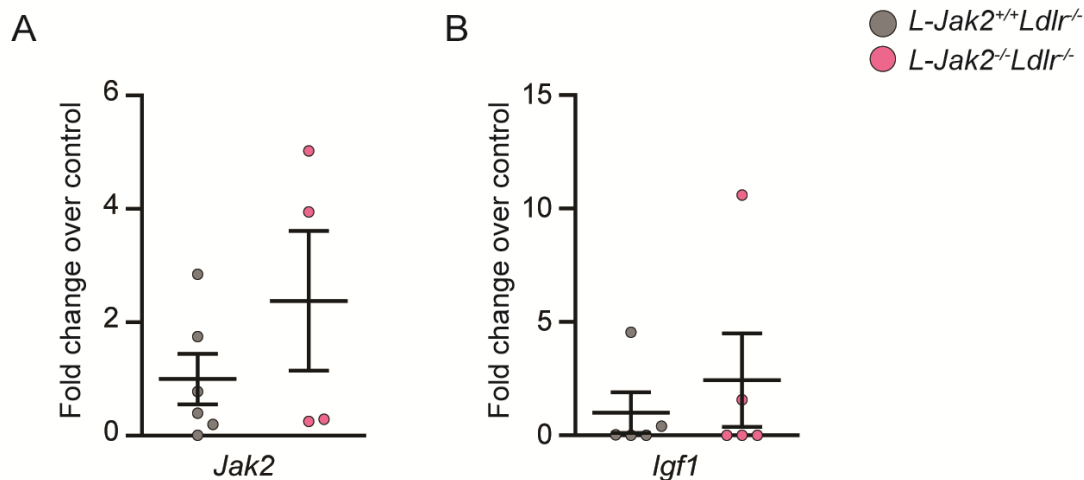 A
B
L-Jak2+/+Ldlr-/-
L-Jak2-/-Ldlr-/-
Fold change over control
6
4
2
0
Jak2
Fold change over control
15
10
5
0
Igf1